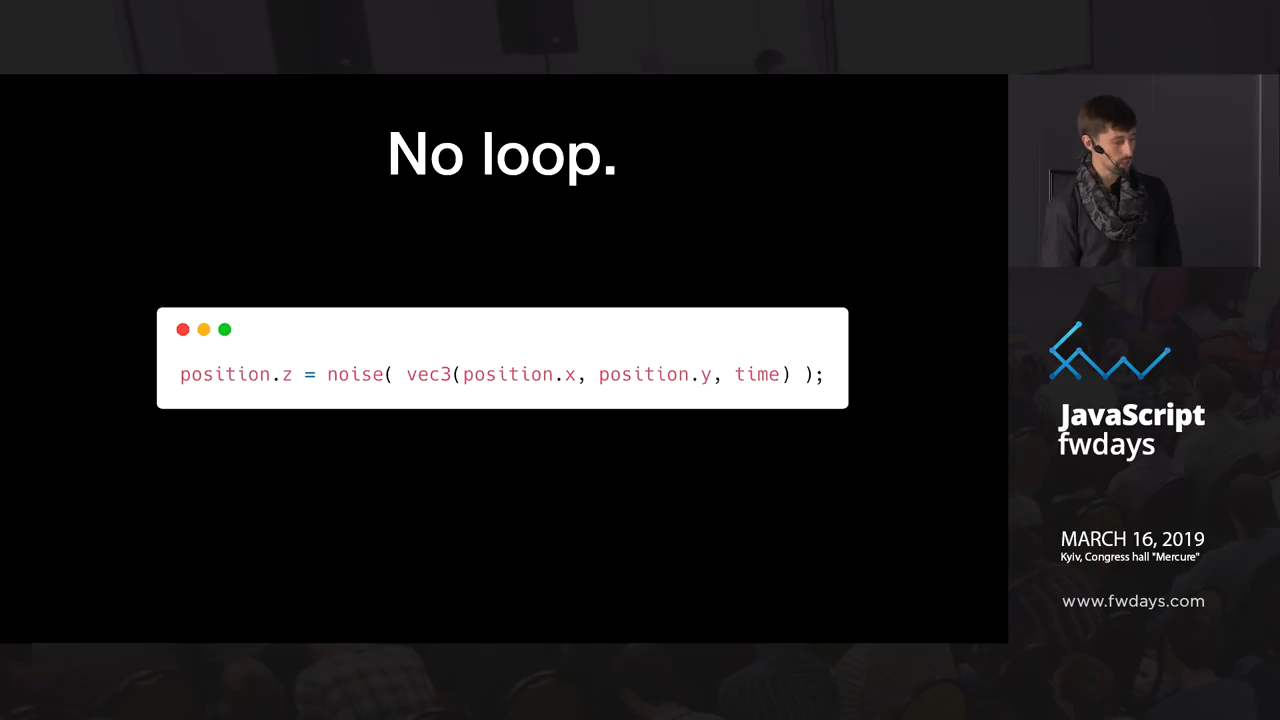 No loop.
position.z = noise( vec3(position.x, position.y, time) );
fw
JavaScript
fwdays
MARCH 16, 2019
Kyiv, Congress hall "Mercure"
www.fwdays.com